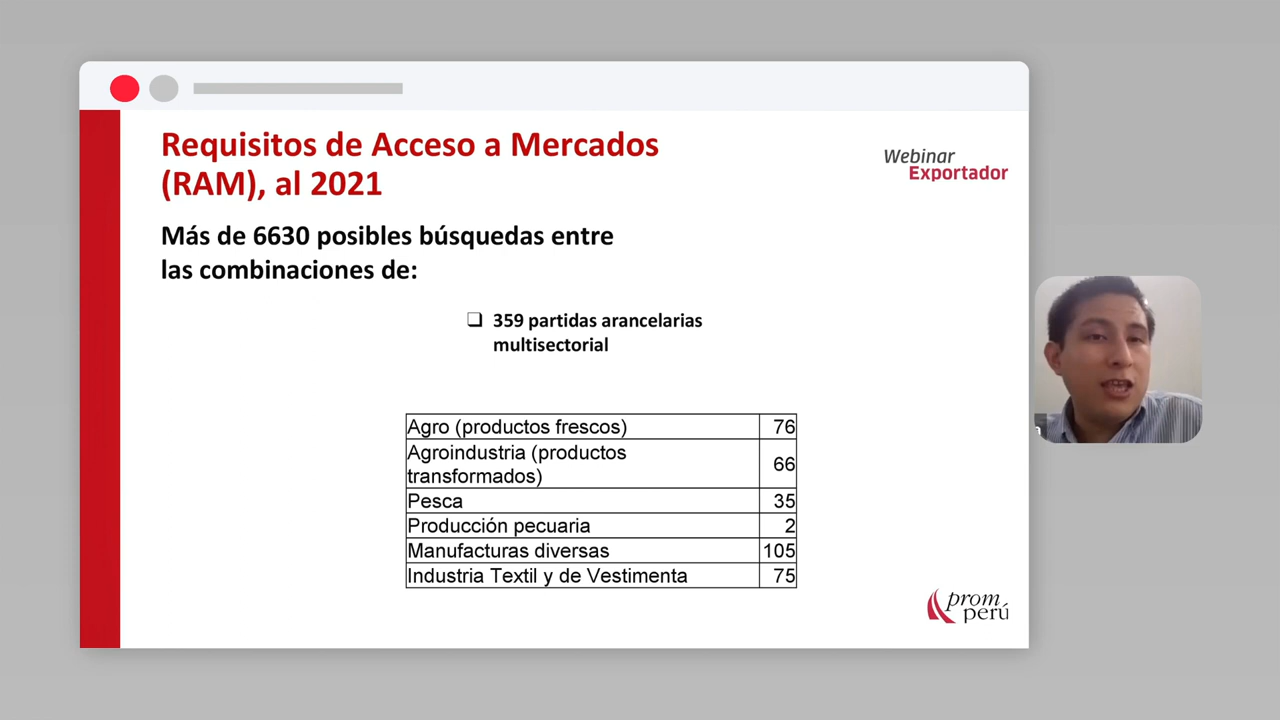 Requisitos de Acceso a Mercados
(RAM), al 2021
Webinar
Exportador
Más de 6630 posibles búsquedas entre
las combinaciones de:
❑ 359 partidas arancelarias
multisectorial
Agro (productos frescos) 76
Agroindustria (productos
transformados) 66
Pesca 35
Producción pecuaria 2
Manufacturas diversas 105
Industria Textil y de Vestimenta 75
prom
perú